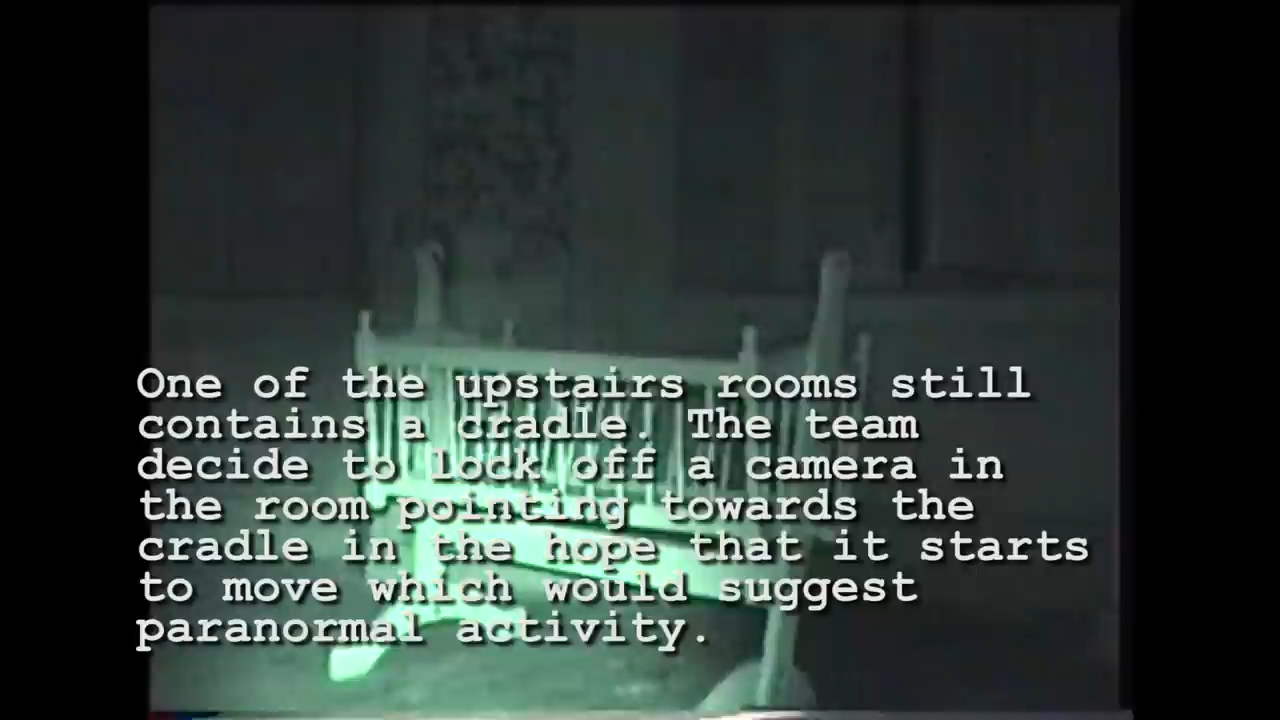 One of the upstairs rooms still
contains a cradle. The team
decide to lock off a camera in
the room pointing towards the
cradle in the hope that it starts
to move which would suggest
paranormal activity.